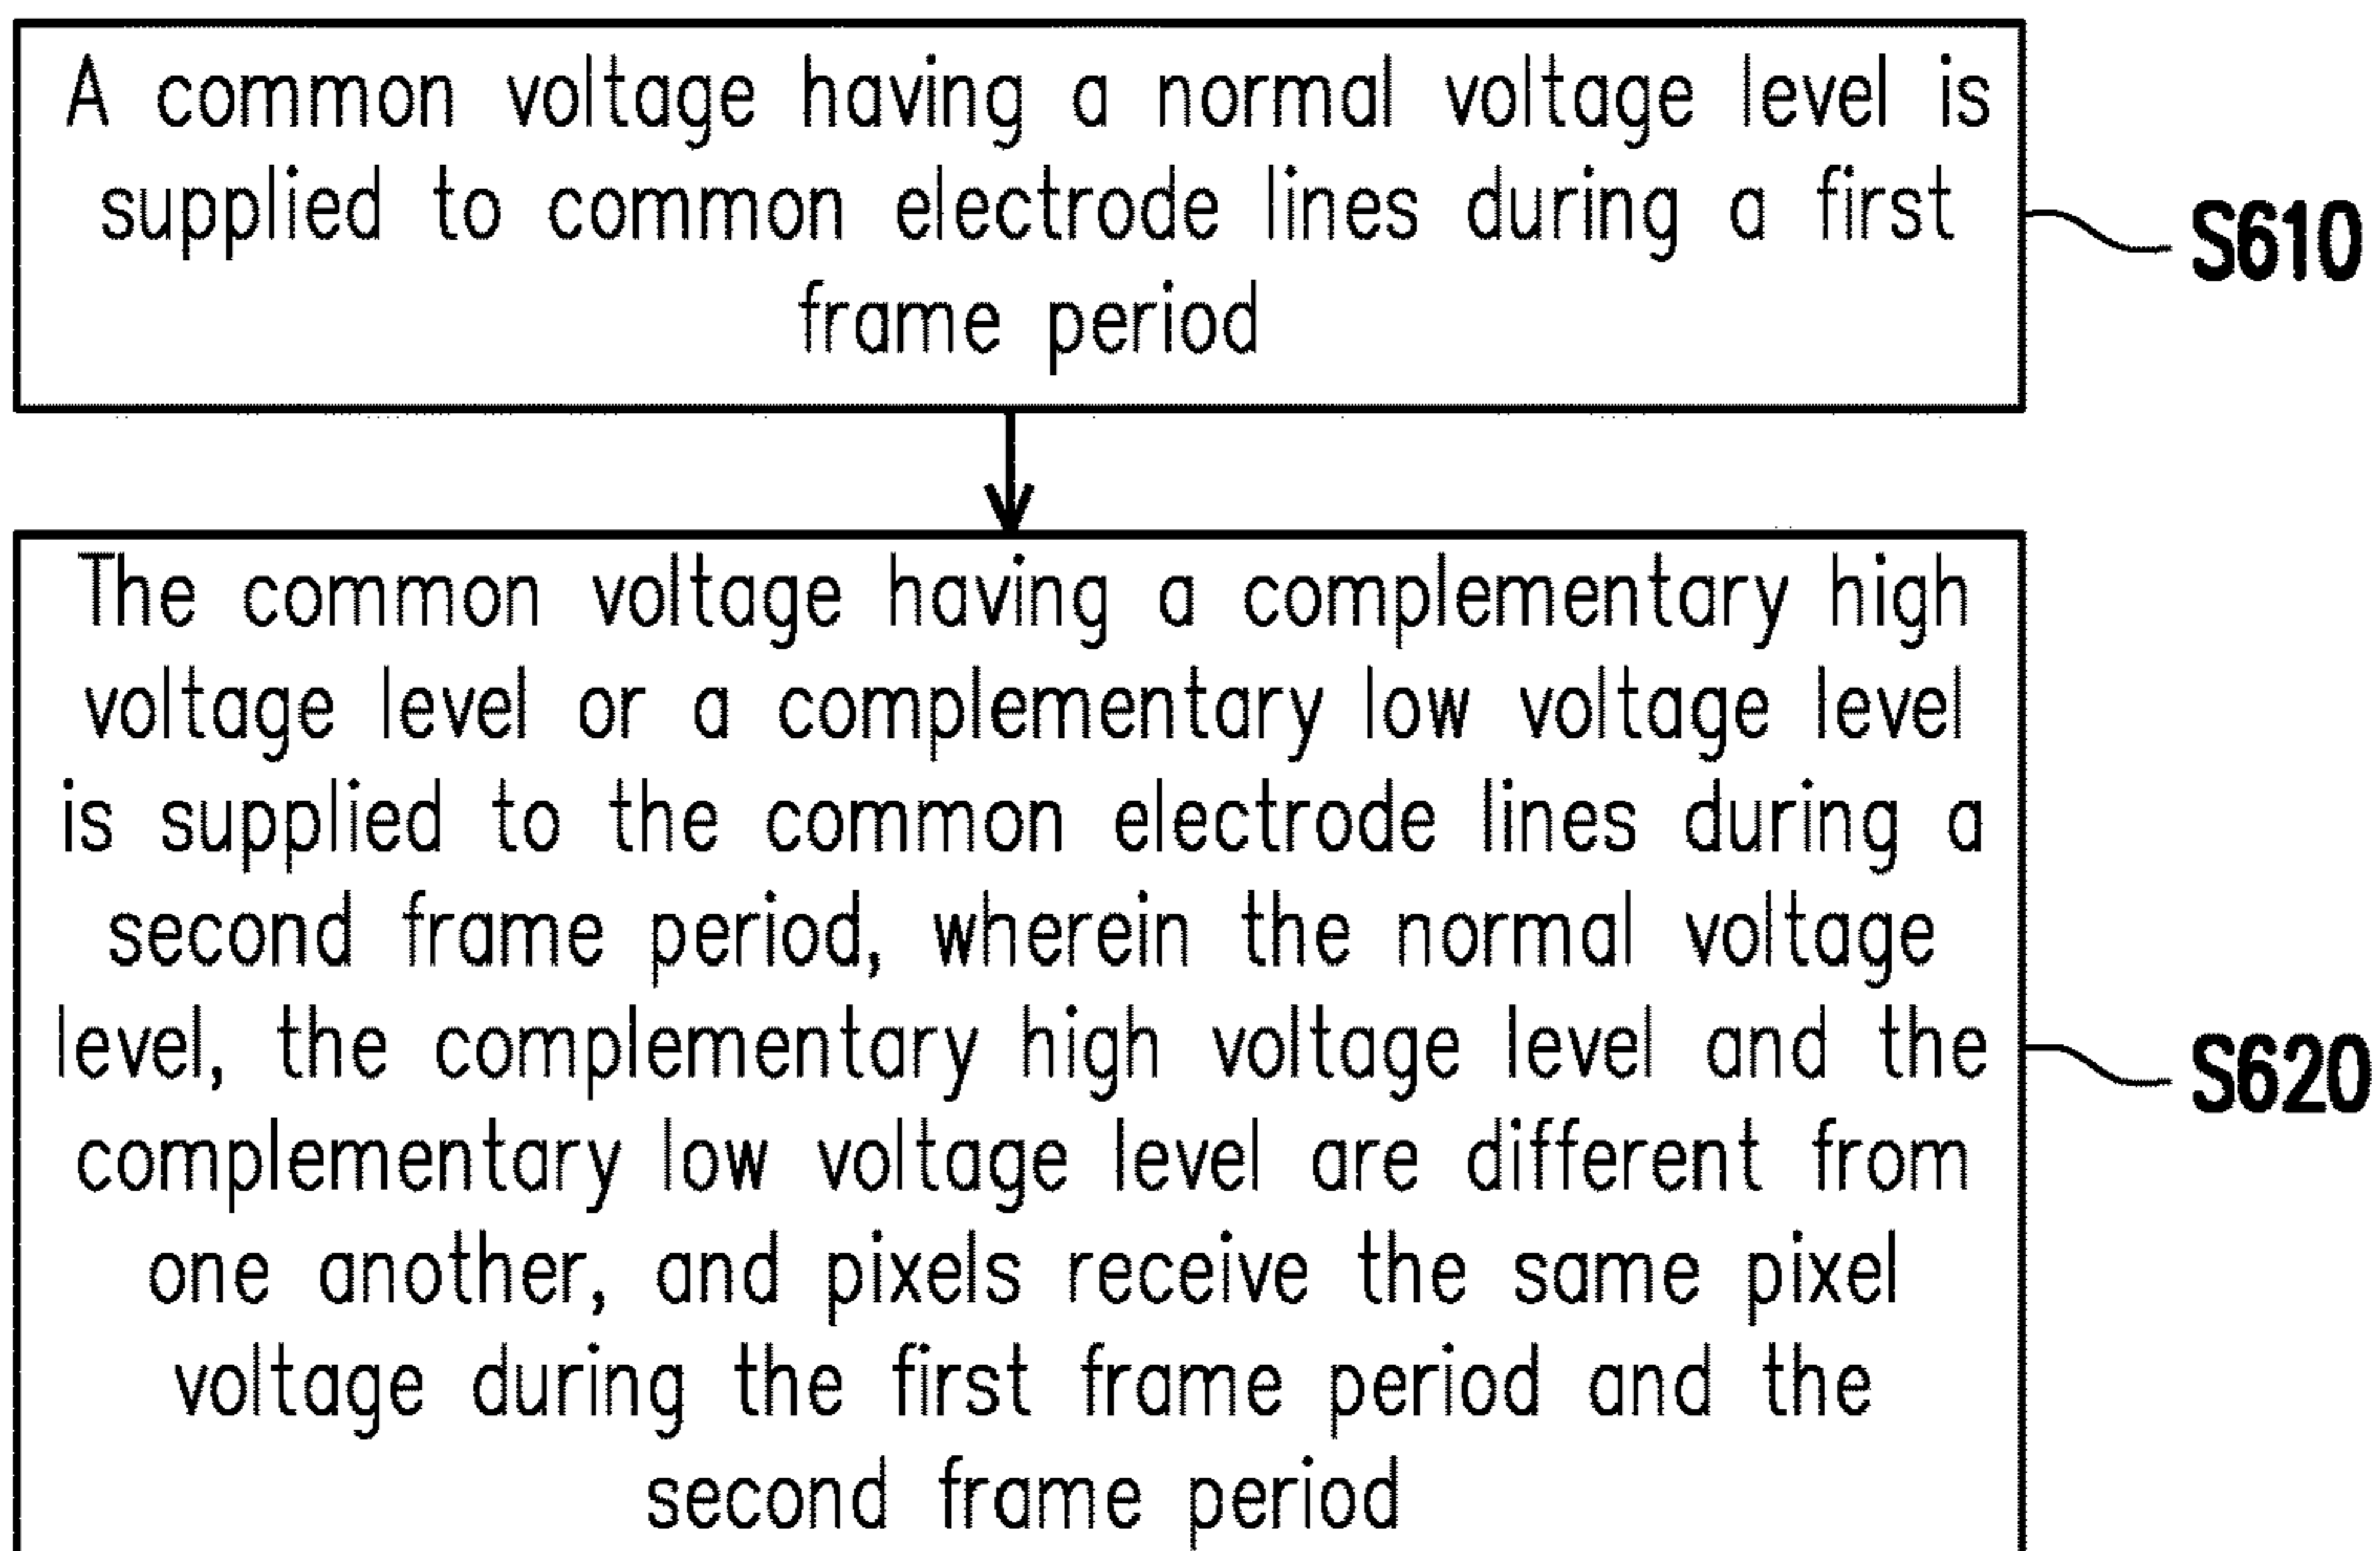 A common voltage having a normal voltage level is
supplied to common electrode lines during a first
frame period
S610
The common voltage having a complementary high
voltage level or a complementary low voltage level
is supplied to the common electrode lines during a
second frame period, wherein the normal voltage
level, the complementary high voltage level and the
complementary low voltage level are different from
one another, and pixels receive the same pixel
voltage during the first frame period and the
second frame period
S620